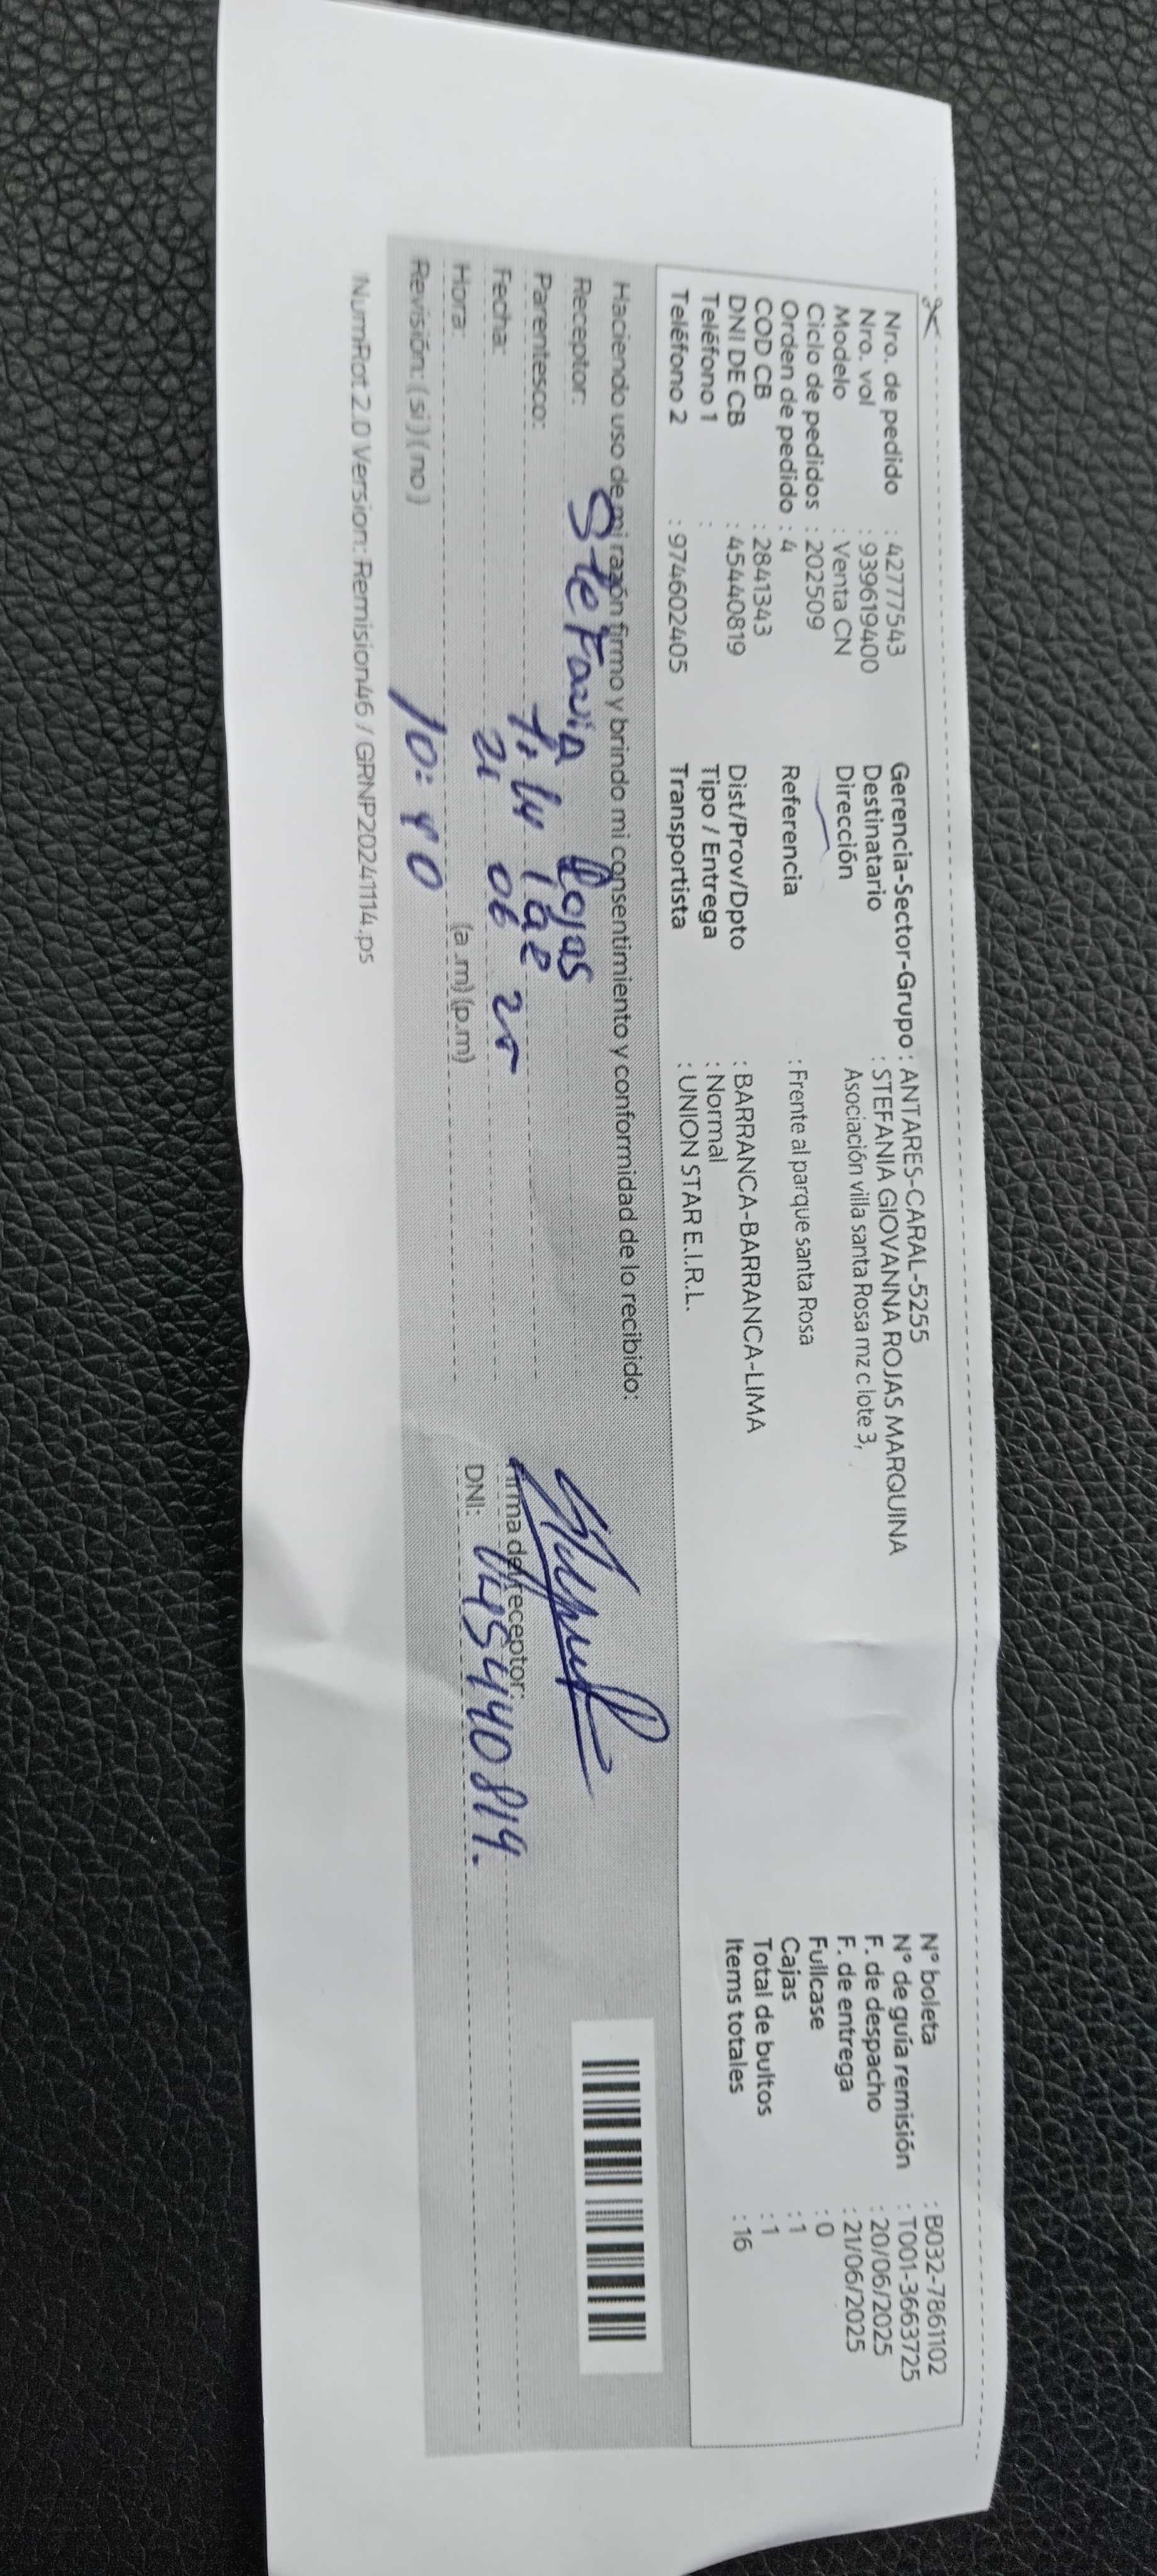 Nro. de pedido : 42777543
Nro. vol : 939619400
Modelo : Venta CN
Ciclo de pedidos : 202509
Orden de pedido : 4
COD CB : 2841343
DNI DE CB : 45440819
Teléfono 1 :
Teléfono 2 : 974602405
Gerencia-Sector-Grupo : ANTARES-CARAL-5255
Destinatario : STEFANIA GIOVANNA ROJAS MARQUINA
Dirección Asociación villa santa Rosa mz c lote 3,
Referencia : Frente al parque santa Rosa
Dist/Prov/Dpto : BARRANCA-BARRANCA-LIMA
Tipo / Entrega : Normal
Transportista : UNION STAR E.I.R.L.
N° boleta : B032-7861102
N° de guía remisión : T001-3663725
F. de despacho : 20/06/2025
F. de entrega : 21/06/2025
Fullcase : 0
Cajas : 1
Total de bultos : 1
Items totales : 16
Haciendo uso de mi razón firmo y brindo mi consentimiento y conformidad de lo recibido:
Receptor: Stefania Rojas
Parentesco:
Fecha: 21 06 25
Hora: 10:40 (a.m) (p.m)
Revisión: ( si ) ( no )
Firma del receptor:
DNI: 45440819.
NumRot 2.0 Version: Remision46 / GRNP20241114.ps